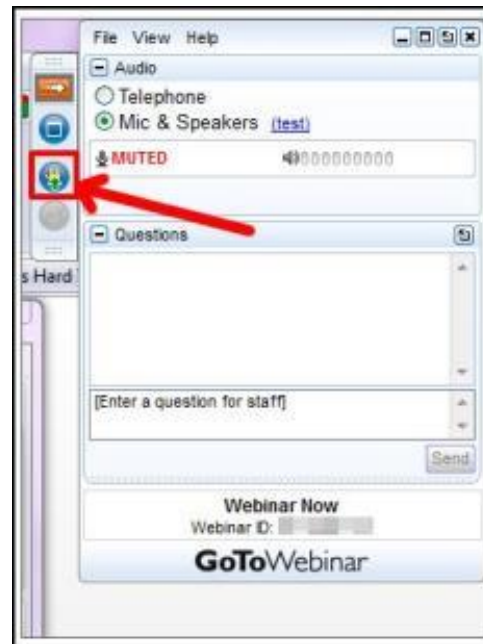 File View Help
Audio
Telephone
Mic & Speakers (test)
MUTED
Questions
s Hard
[Enter a question for staff]
Send
Webinar Now
Webinar ID:
GoToWebinar